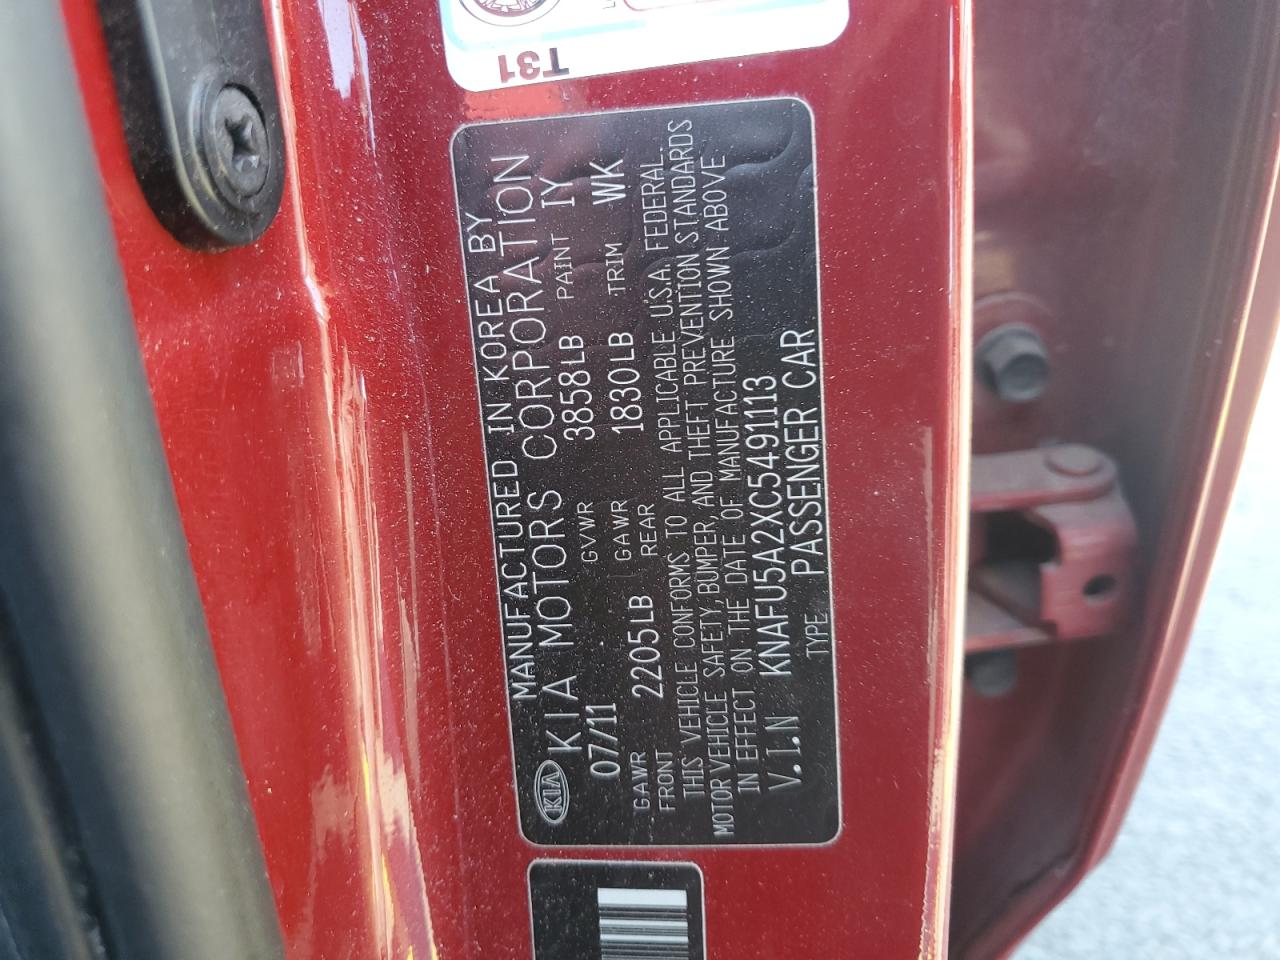 T31
MANUFACTURED IN KOREA BY
KIA KIA MOTORS CORPORATION
07/11 GVWR 3858LB PAINT IY
GAWR FRONT 2205LB GAWR REAR 1830LB TRIM WK
THIS VEHICLE CONFORMS TO ALL APPLICABLE U.S.A. FEDERAL.
MOTOR VEHICLE SAFETY, BUMPER, AND THEFT PREVENTION STANDARDS
IN EFFECT ON THE DATE OF MANUFACTURE SHOWN ABOVE
V.I.N KNAFU5A2XC5491113
TYPE PASSENGER CAR